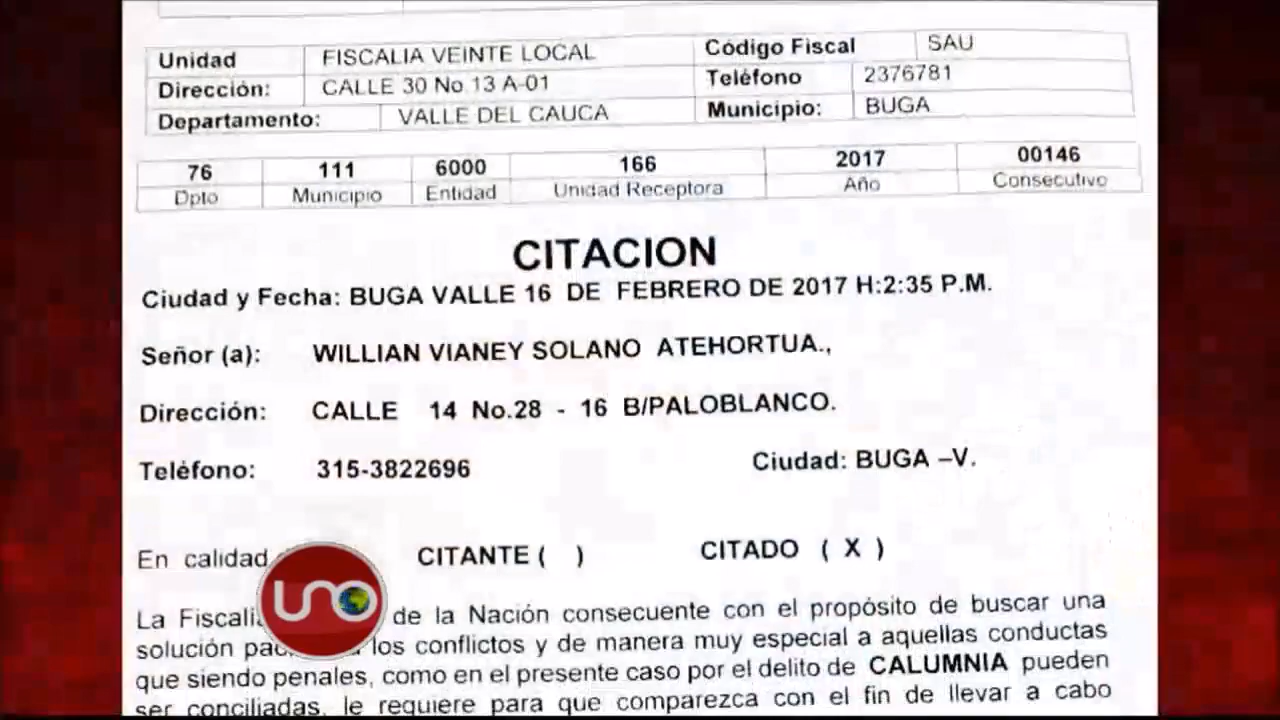 Unidad FISCALIA VEINTE LOCAL Código Fiscal SAU
Dirección: CALLE 30 No 13 A-01 Teléfono 2376781
Departamento: VALLE DEL CAUCA Municipio: BUGA
76 111 6000 166 2017 00146
Dpto Municipio Entidad Unidad Receptora Año Consecutivo
CITACION
Ciudad y Fecha: BUGA VALLE 16 DE FEBRERO DE 2017 H:2:35 P.M.
Señor (a): WILLIAN VIANEY SOLANO ATEHORTUA.,
Dirección: CALLE 14 No.28 - 16 B/PALOBLANCO.
Teléfono: 315-3822696 Ciudad: BUGA –V.
En calidad CITANTE ( ) CITADO ( X )
UNO
La de la Nación consecuente con el propósito de buscar una
solución los conflictos y de manera muy especial a aquellas conductas
que siendo penales, como en el presente caso por el delito de CALUMNIA pueden
ser conciliadas, le requiere para que comparezca con el fin de llevar a cabo